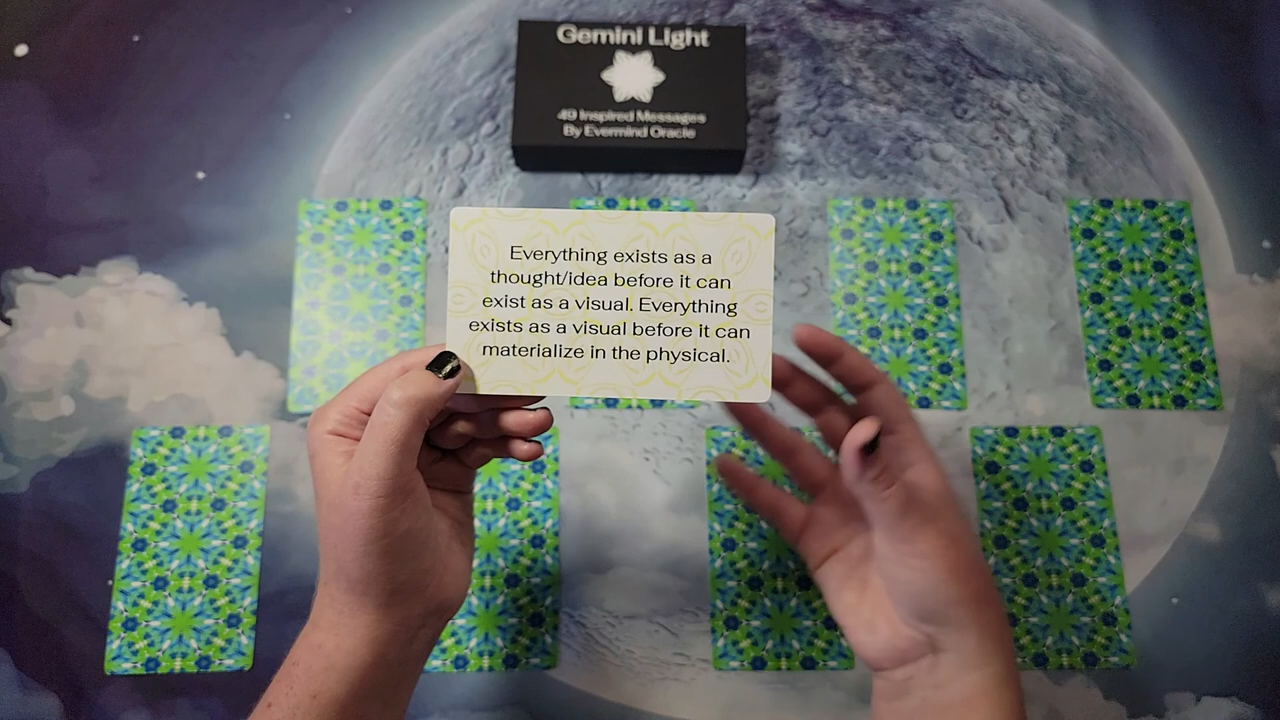 Gemini Light
49 Inspired Messages
By Evermind Oracle
Everything exists as a
thought/idea before it can
exist as a visual. Everything
exists as a visual before it can
materialize in the physical.